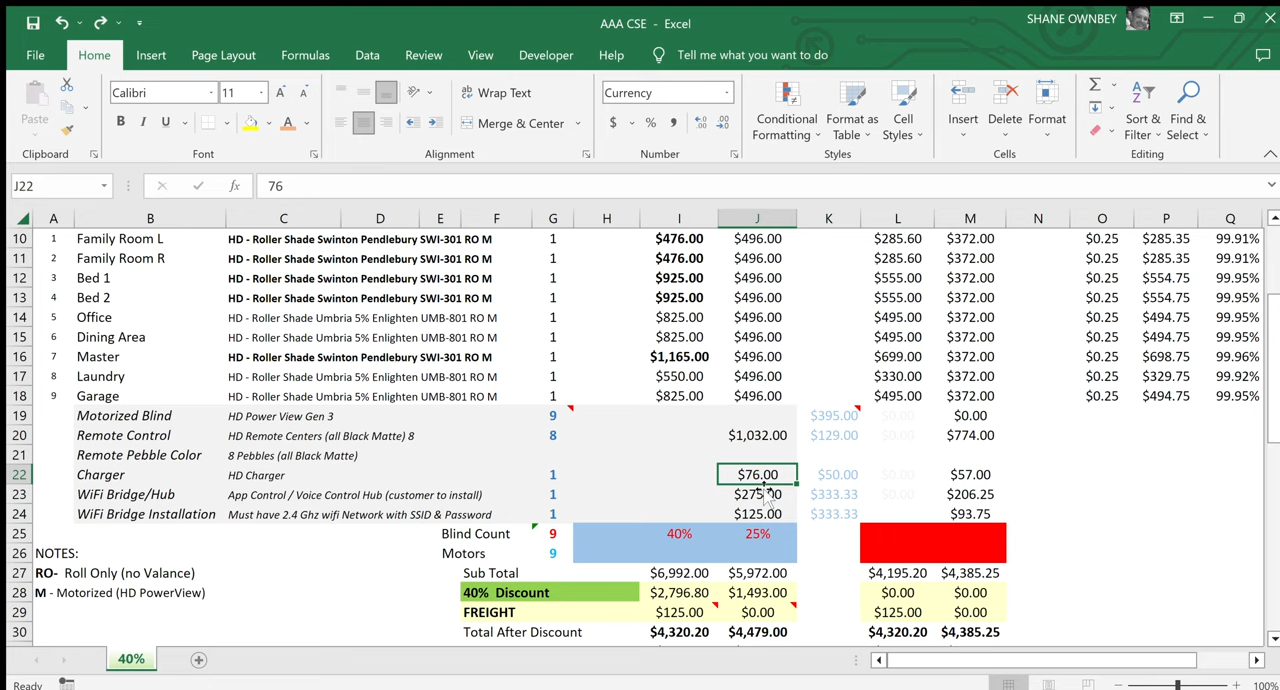 AAA CSE - Excel
SHANE OWNBEY
File Home Insert Page Layout Formulas Data Review View Developer Help Tell me what you want to do
Calibri 11 Wrap Text Currency Conditional Format as Cell Insert Delete Format Sort & Find &
Paste B I U Merge & Center $ % , Formatting Table Styles Filter Select
Clipboard Font Alignment Number Styles Cells Editing
J22 fx 76
A B C D E F G H I J K L M N O P Q
10 1 Family Room L HD - Roller Shade Swinton Pendlebury SWI-301 RO M 1 $476.00 $496.00 $285.60 $372.00 $0.25 $285.35 99.91%
11 2 Family Room R HD - Roller Shade Swinton Pendlebury SWI-301 RO M 1 $476.00 $496.00 $285.60 $372.00 $0.25 $285.35 99.91%
12 3 Bed 1 HD - Roller Shade Swinton Pendlebury SWI-301 RO M 1 $925.00 $496.00 $555.00 $372.00 $0.25 $554.75 99.95%
13 4 Bed 2 HD - Roller Shade Swinton Pendlebury SWI-301 RO M 1 $925.00 $496.00 $555.00 $372.00 $0.25 $554.75 99.95%
14 5 Office HD - Roller Shade Umbria 5% Enlighten UMB-801 RO M 1 $825.00 $496.00 $495.00 $372.00 $0.25 $494.75 99.95%
15 6 Dining Area HD - Roller Shade Umbria 5% Enlighten UMB-801 RO M 1 $825.00 $496.00 $495.00 $372.00 $0.25 $494.75 99.95%
16 7 Master HD - Roller Shade Swinton Pendlebury SWI-301 RO M 1 $1,165.00 $496.00 $699.00 $372.00 $0.25 $698.75 99.96%
17 8 Laundry HD - Roller Shade Umbria 5% Enlighten UMB-801 RO M 1 $550.00 $496.00 $330.00 $372.00 $0.25 $329.75 99.92%
18 9 Garage HD - Roller Shade Umbria 5% Enlighten UMB-801 RO M 1 $825.00 $496.00 $495.00 $372.00 $0.25 $494.75 99.95%
19 Motorized Blind HD Power View Gen 3 9 $395.00 $0.00 $0.00
20 Remote Control HD Remote Centers (all Black Matte) 8 8 $1,032.00 $129.00 $0.00 $774.00
21 Remote Pebble Color 8 Pebbles (all Black Matte)
22 Charger HD Charger 1 $76.00 $50.00 $0.00 $57.00
23 WiFi Bridge/Hub App Control / Voice Control Hub (customer to install) 1 $275.00 $333.33 $0.00 $206.25
24 WiFi Bridge Installation Must have 2.4 Ghz wifi Network with SSID & Password 1 $125.00 $333.33 $93.75
25 Blind Count 9 40% 25%
26 NOTES: Motors 9
27 RO- Roll Only (no Valance) Sub Total $6,992.00 $5,972.00 $4,195.20 $4,385.25
28 M - Motorized (HD PowerView) 40% Discount $2,796.80 $1,493.00 $0.00 $0.00
29 FREIGHT $125.00 $0.00 $125.00 $0.00
30 Total After Discount $4,320.20 $4,479.00 $4,320.20 $4,385.25
40%
Ready 100%